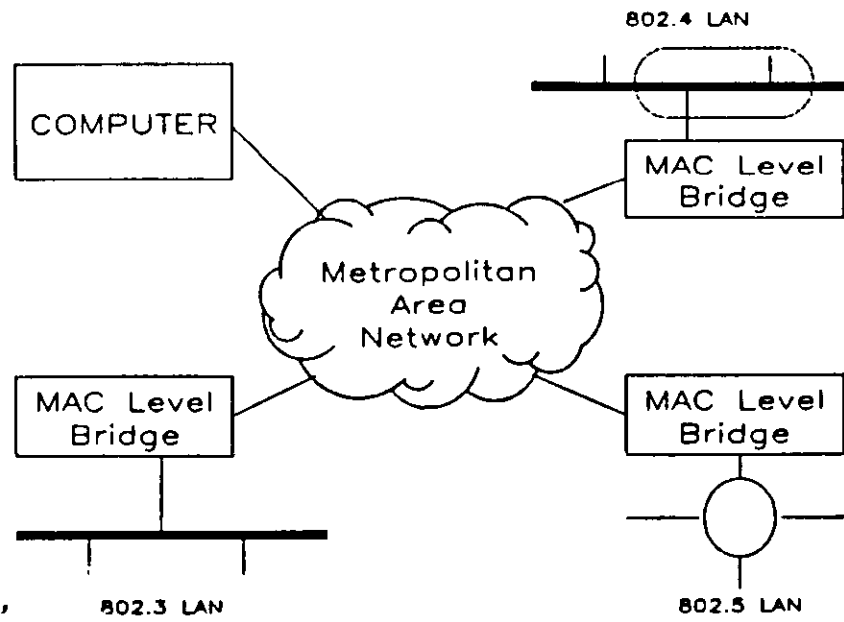 802.4 LAN
COMPUTER
MAC Level
Bridge
Metropolitan
Area
Network
MAC Level
Bridge
MAC Level
Bridge
,
802.3 LAN
802.5 LAN